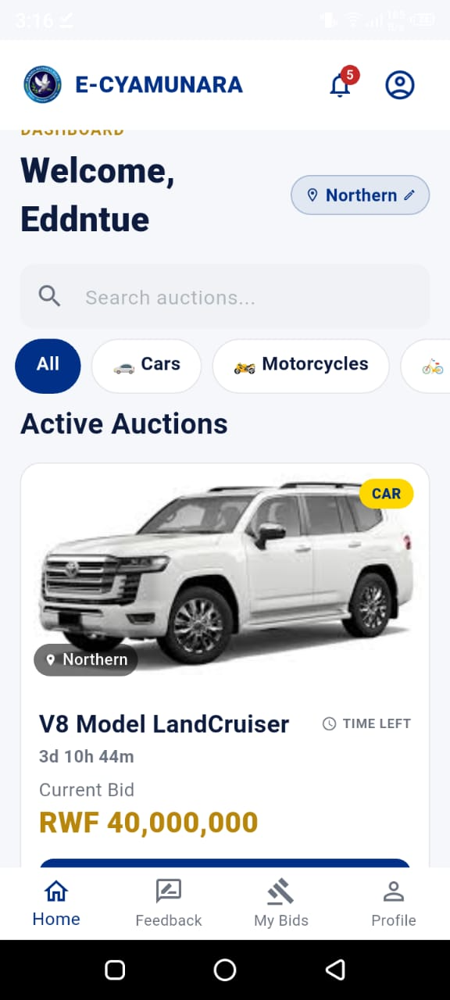 3:16
5
E-CYAMUNARA
DASHBOARD
Welcome,
Eddntue
Northern
Search auctions...
All
Cars
Motorcycles
Active Auctions
CAR
Northern
V8 Model LandCruiser
TIME LEFT
3d 10h 44m
Current Bid
RWF 40,000,000
Home
Feedback
My Bids
Profile